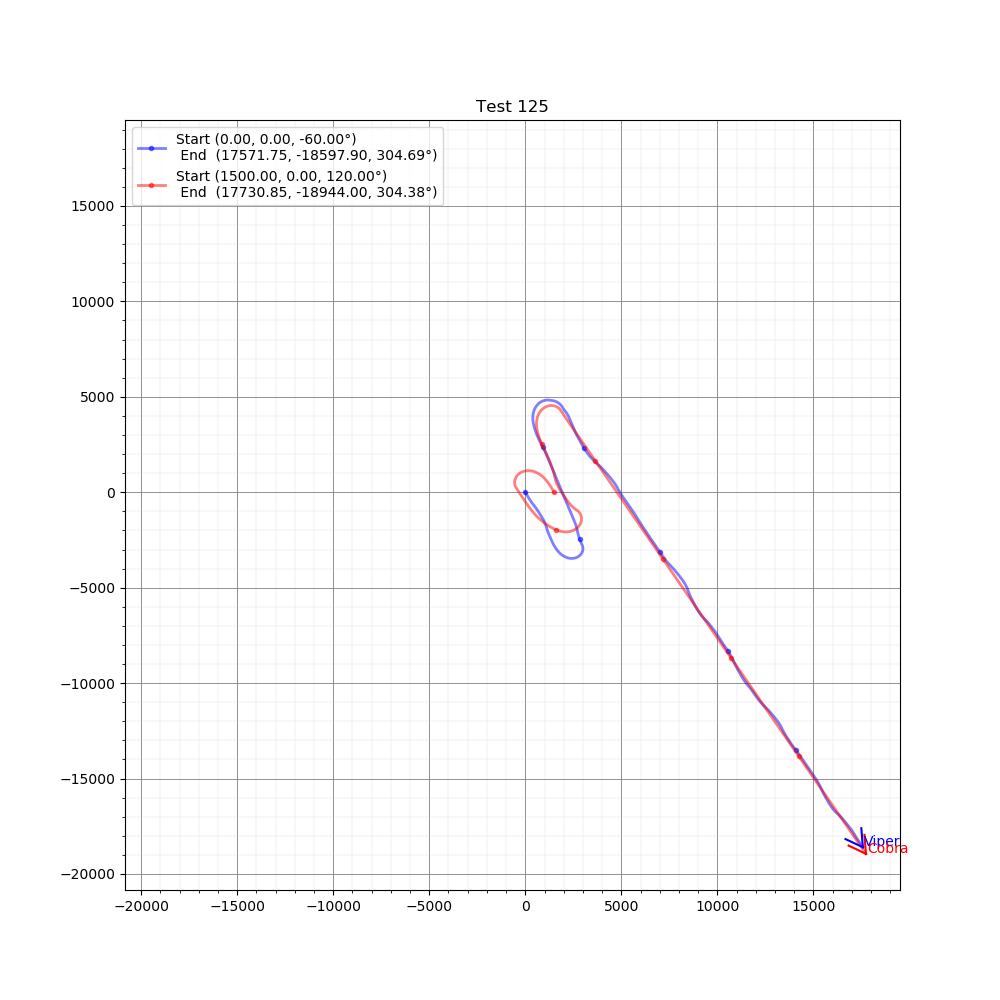 Test 125
Start (0.00, 0.00, -60.00°)
End  (17571.75, -18597.90, 304.69°)
Start (1500.00, 0.00, 120.00°)
End  (17730.85, -18944.00, 304.38°)
15000
10000
5000
0
−5000
−10000
−15000
−20000
Viper
Cobra
−20000 −15000 −10000 −5000 0 5000 10000 15000